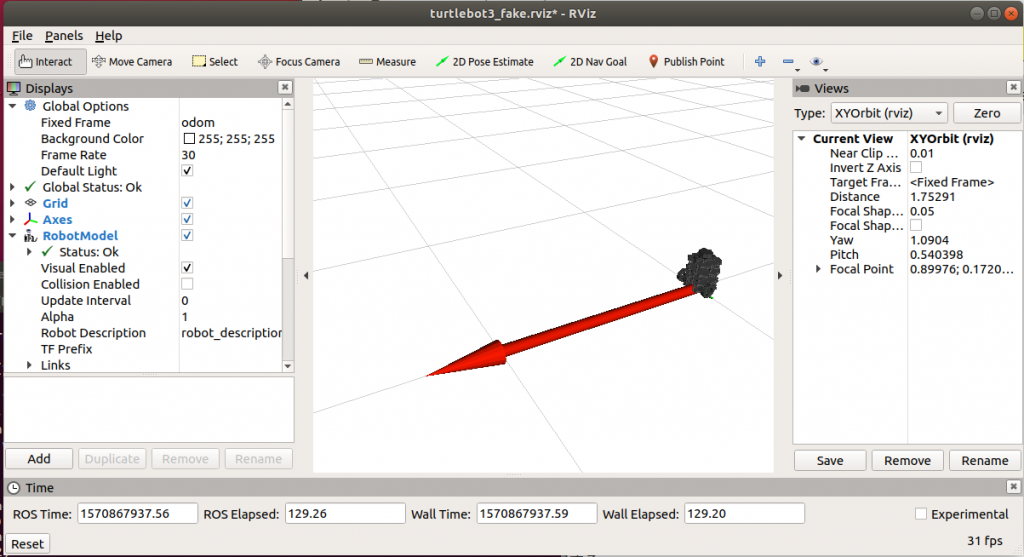 turtlebot3_fake.rviz* - RViz
File Panels Help
Interact Move Camera Select Focus Camera Measure 2D Pose Estimate 2D Nav Goal Publish Point
Displays
Global Options
Fixed Frame odom
Background Color 255; 255; 255
Frame Rate 30
Default Light
Global Status: Ok
Grid
Axes
RobotModel
Status: Ok
Visual Enabled
Collision Enabled
Update Interval 0
Alpha 1
Robot Description robot_description
TF Prefix
Links
Add Duplicate Remove Rename
Views
Type: XYOrbit (rviz) Zero
Current View XYOrbit (rviz)
Near Clip ... 0.01
Invert Z Axis
Target Fra... <Fixed Frame>
Distance 1.75291
Focal Shap... 0.05
Focal Shap...
Yaw 1.0904
Pitch 0.540398
Focal Point 0.89976; 0.1720...
Save Remove Rename
Time
ROS Time: 1570867937.56 ROS Elapsed: 129.26 Wall Time: 1570867937.59 Wall Elapsed: 129.20 Experimental
Reset 31 fps